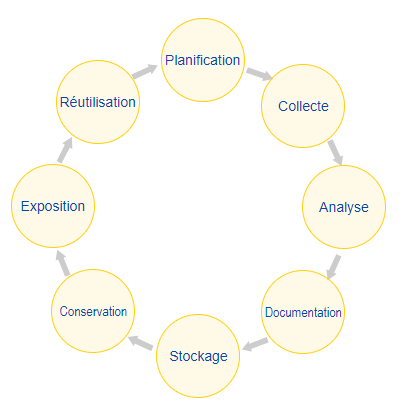 Planification
Collecte
Analyse
Documentation
Stockage
Conservation
Exposition
Réutilisation